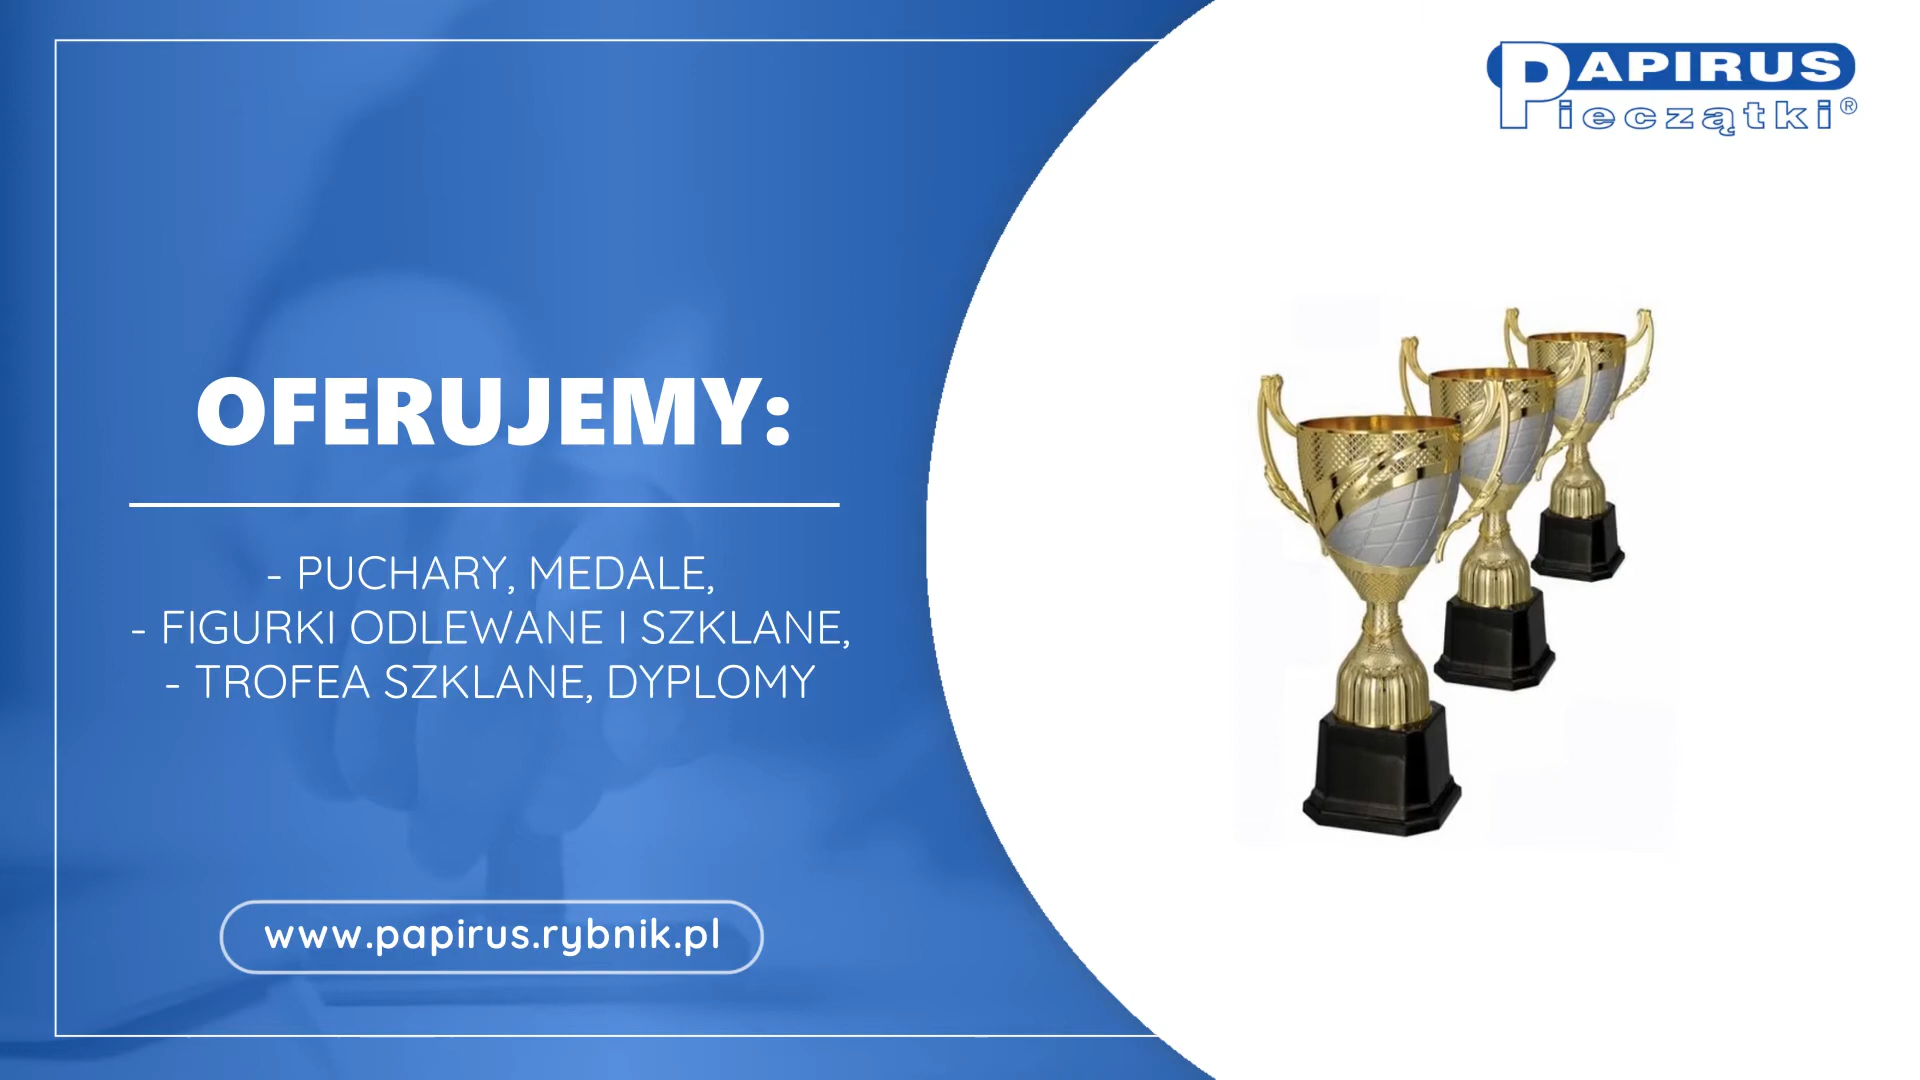 PAPIRUS
Pieczątki®
OFERUJEMY:
- PUCHARY, MEDALE,
- FIGURKI ODLEWANE I SZKLANE,
- TROFEA SZKLANE, DYPLOMY
www.papirus.rybnik.pl